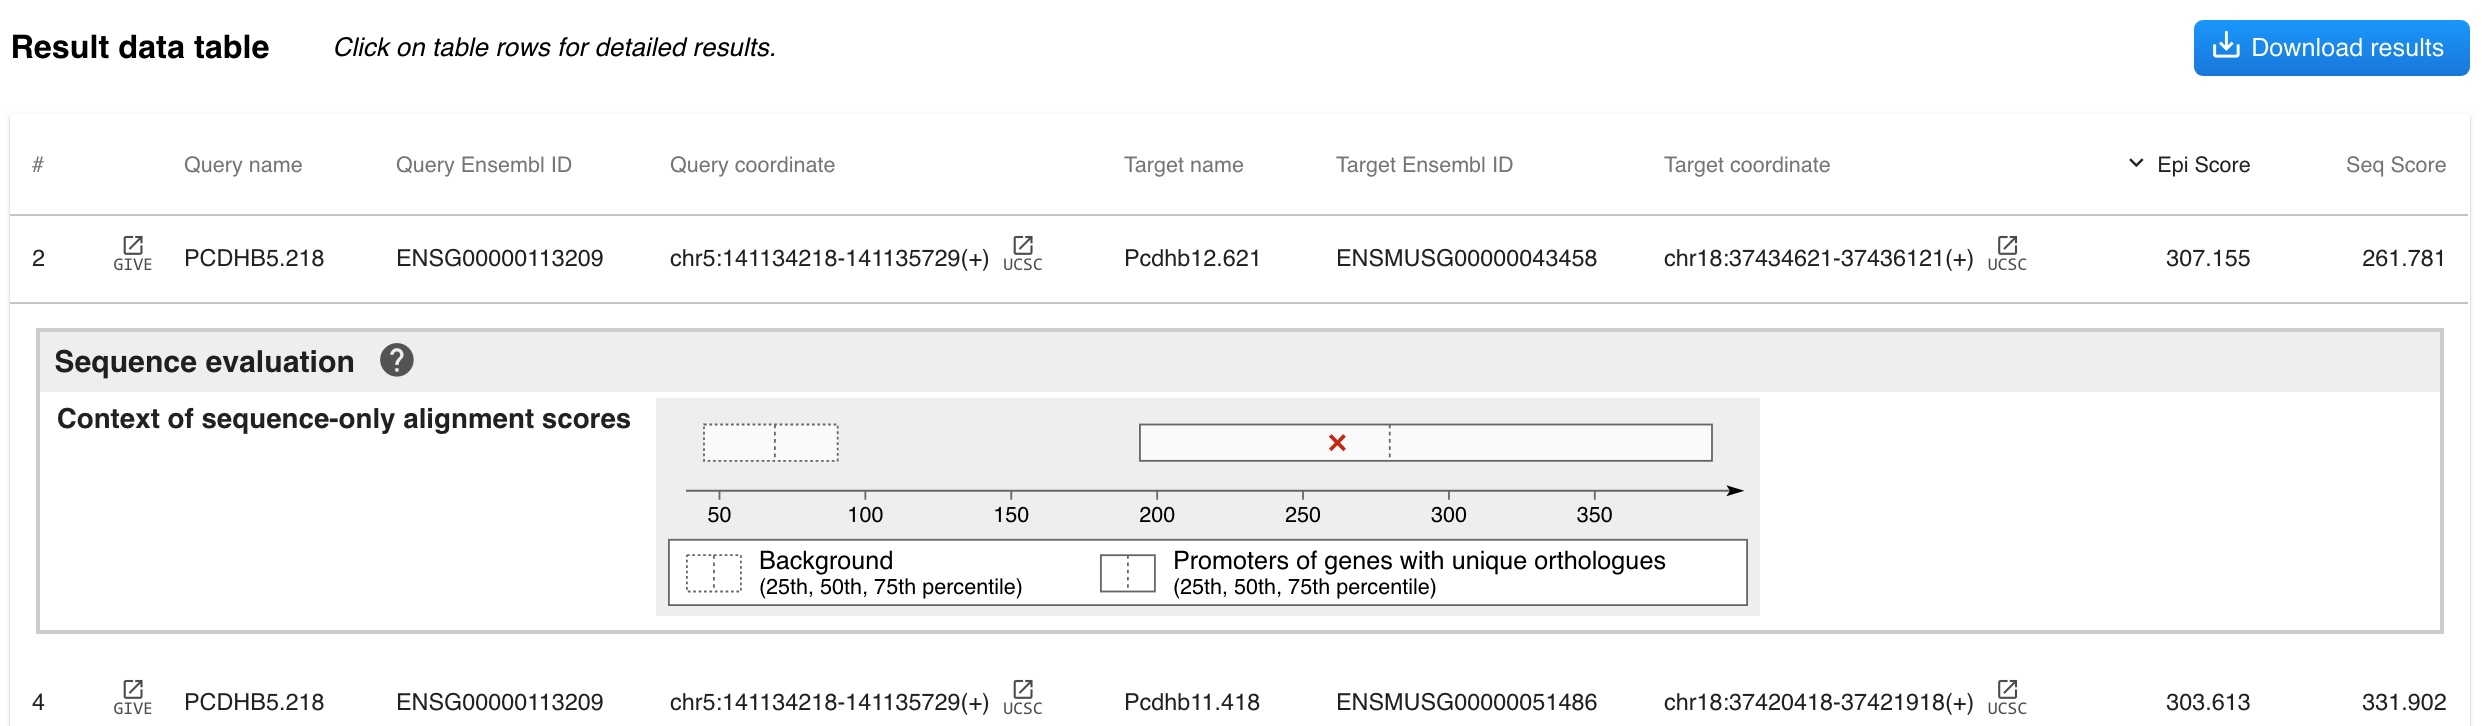 Result data table Click on table rows for detailed results. Download results
# Query name Query Ensembl ID Query coordinate Target name Target Ensembl ID Target coordinate Epi Score Seq Score
2 GIVE PCDHB5.218 ENSG00000113209 chr5:141134218-141135729(+) UCSC Pcdhb12.621 ENSMUSG00000043458 chr18:37434621-37436121(+) UCSC 307.155 261.781
Sequence evaluation ?
Context of sequence-only alignment scores
50 100 150 200 250 300 350
Background Promoters of genes with unique orthologues
(25th, 50th, 75th percentile) (25th, 50th, 75th percentile)
4 GIVE PCDHB5.218 ENSG00000113209 chr5:141134218-141135729(+) UCSC Pcdhb11.418 ENSMUSG00000051486 chr18:37420418-37421918(+) UCSC 303.613 331.902